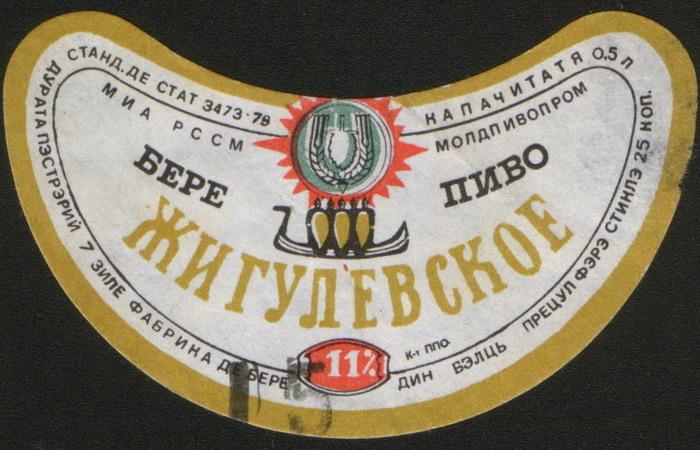 СТАНД. ДЕ СТАТ 3473-78
КАПАЧИТАТЯ 0,5 Л
МИА РССМ
МОЛДПИВОПРОМ
БЕРЕ
ПИВО
ЖИГУЛЕВСКОЕ
11%
ДУРАТА ПЭСТРЭРИЙ 7 ЗИЛЕ
ФАБРИКА ДЕ БЕРЕ
К-т ППО
ДИН БЭЛЦЬ
ПРЕЦУЛ ФЭРЭ СТИКЛЭ 25 КОП.